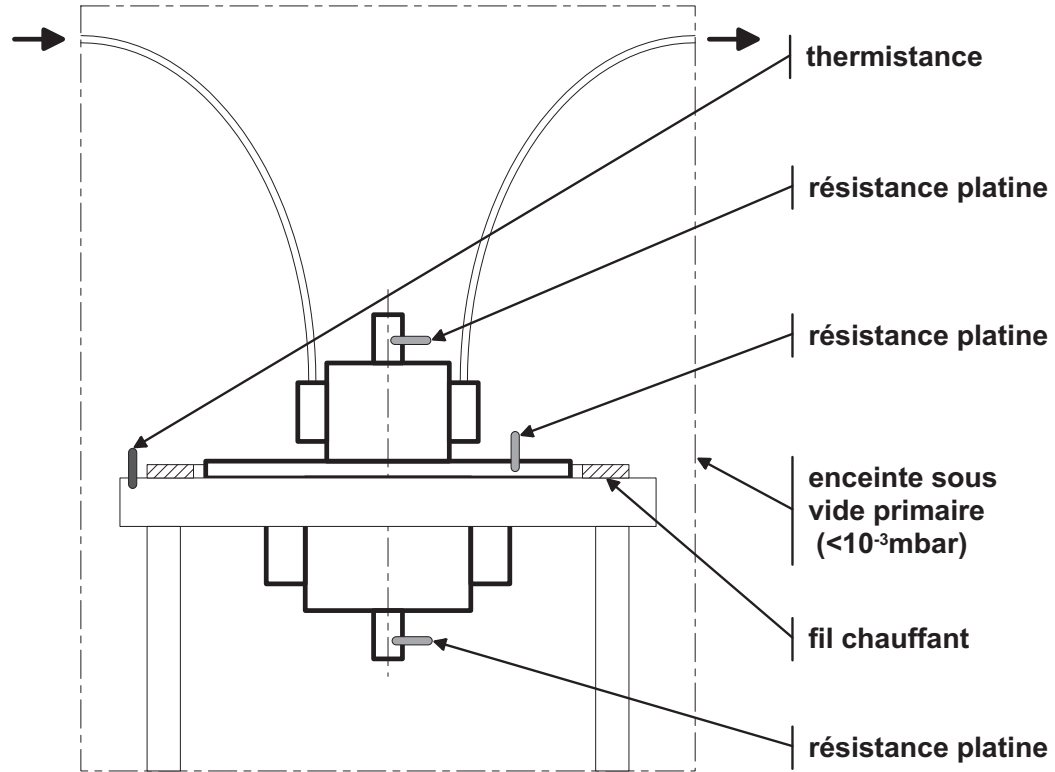 thermistance
résistance platine
résistance platine
enceinte sous
vide primaire
(<10⁻³mbar)
fil chauffant
résistance platine